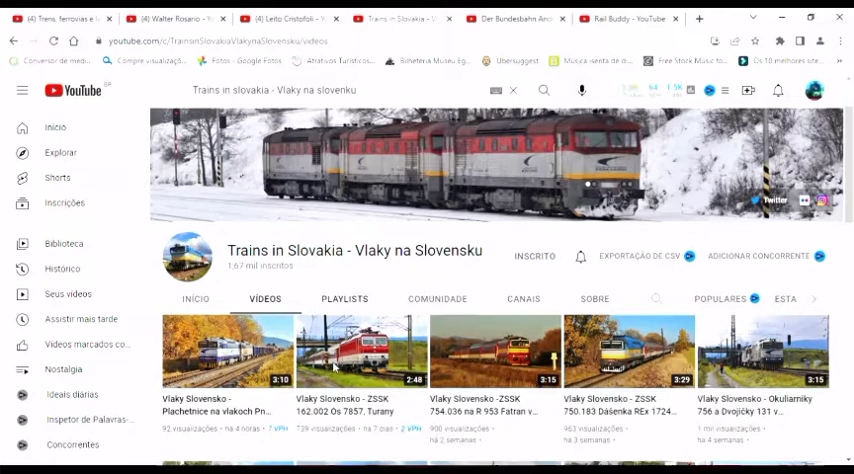 (4) Trens, ferrovias e l
(4) Walter Rosario - Y
(4) Leito Cristofoli - Y
Trains in Slovakia - V
Der Bundesbahn And
Rail Buddy - YouTube
youtube.com/c/TrainsinSlovakiaVlakynaSlovensku/videos
Conversor de med...
Compre visualizaçõ...
Fotos - Google Fotos
Atrativos Turísticos...
Bilheteria Museu Eg...
Ubersuggest
Música isenta de di...
Free Stock Music fo...
Os 10 melhores site...
YouTube BR
Trains in slovakia - Vlaky na slovenku
64
1.5K
Início
Explorar
Shorts
Inscrições
Biblioteca
Histórico
Seus vídeos
Assistir mais tarde
Vídeos marcados co...
Nostalgia
Ideais diárias
Inspetor de Palavras-...
Concorrentes
Twitter
Trains in Slovakia - Vlaky na Slovensku
1,67 mil inscritos
INSCRITO
EXPORTAÇÃO DE CSV
ADICIONAR CONCORRENTE
INÍCIO VÍDEOS PLAYLISTS COMUNIDADE CANAIS SOBRE POPULARES ESTA
3:10
Vlaky Slovensko -
Plachetnice na vlakoch Pn...
92 visualizações • há 4 horas • 7 VPH
2:48
Vlaky Slovensko - ZSSK
162.002 Os 7857, Turany
739 visualizações • há 7 dias • 2 VPH
3:15
Vlaky Slovensko -ZSSK
754.036 na R 953 Fatran v...
900 visualizações •
há 2 semanas •
3:29
Vlaky Slovensko - ZSSK
750.183 Dášenka REx 1724...
963 visualizações •
há 3 semanas •
3:15
Vlaky Slovensko - Okuliarniky
756 a Dvojičky 131 v...
1 mil visualizações •
há 4 semanas •